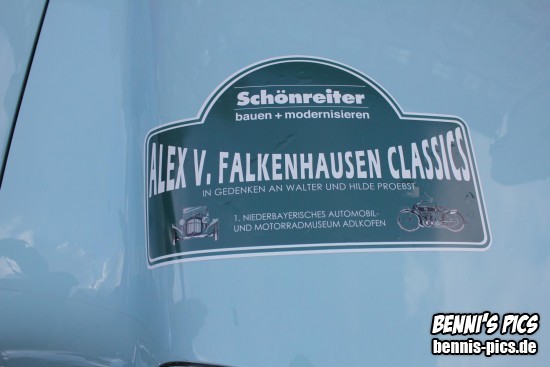 Schönreiter
bauen + modernisieren
ALEX V. FALKENHAUSEN CLASSICS
IN GEDENKEN AN WALTER UND HILDE PROEBST
1. NIEDERBAYERISCHES AUTOMOBIL-
UND MOTORRADMUSEUM ADLKOFEN
BENNI'S PICS
bennis-pics.de